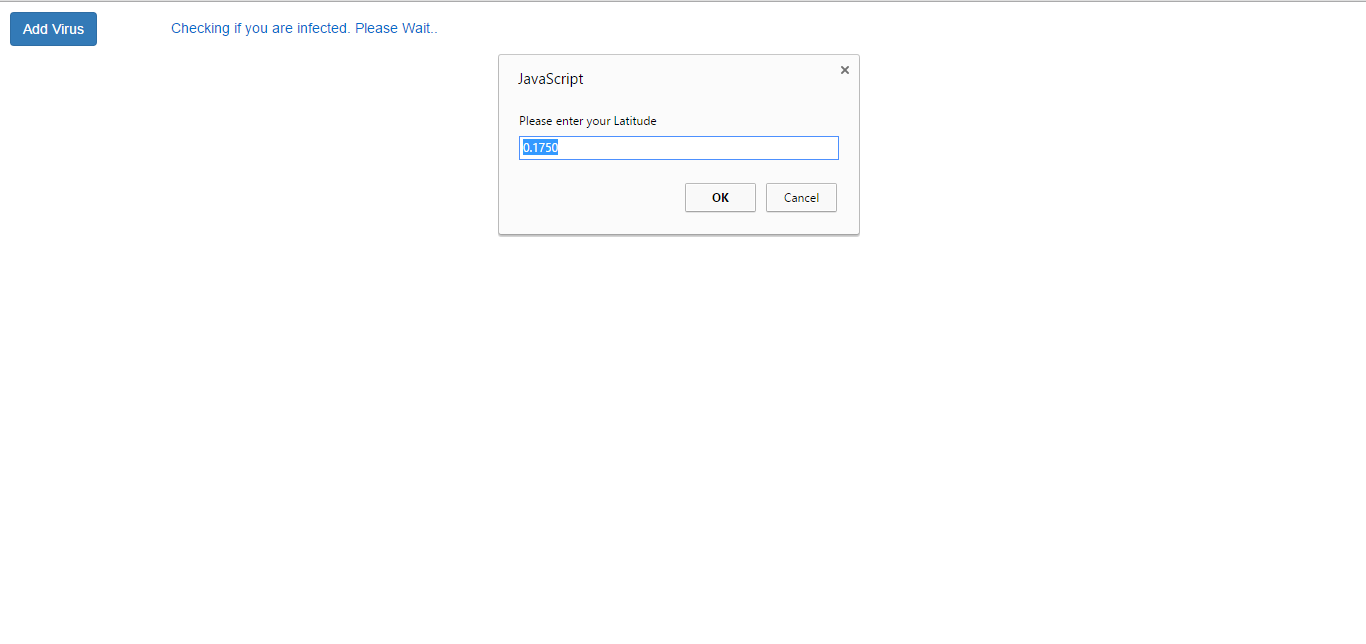 Add Virus
Checking if you are infected. Please Wait..
JavaScript
×
Please enter your Latitude
0.1750
OK
Cancel